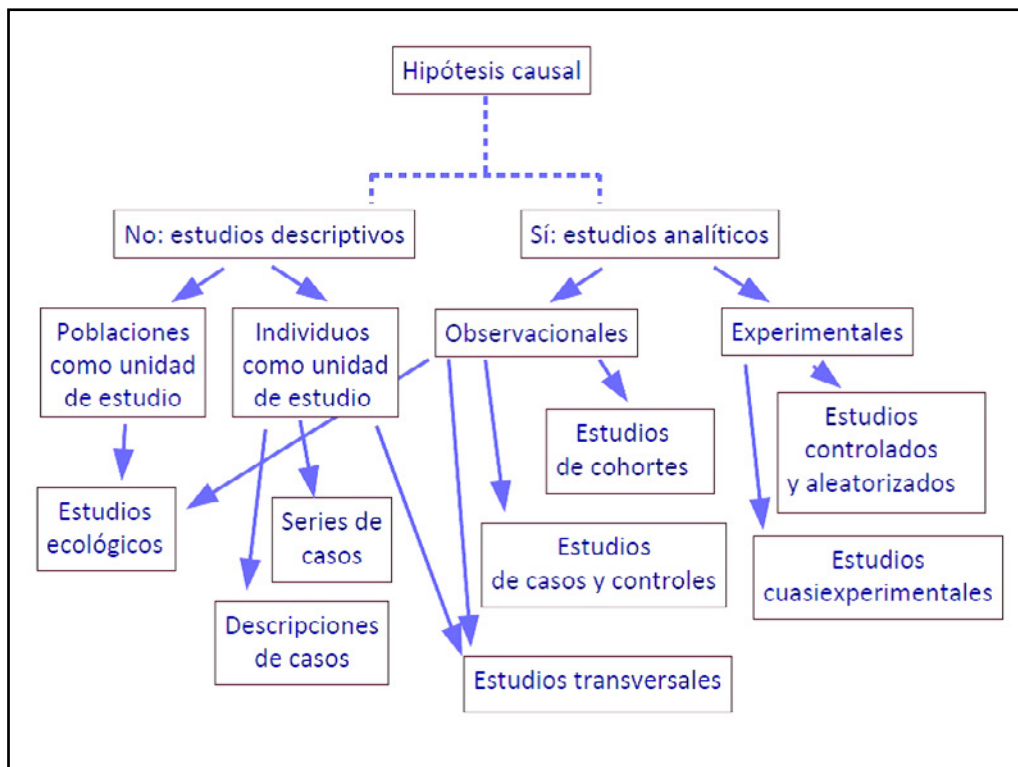 Hipótesis causal
No: estudios descriptivos
Sí: estudios analíticos
Poblaciones
como unidad
de estudio
Individuos
como unidad
de estudio
Observacionales
Experimentales
Estudios
de cohortes
Estudios
controlados
y aleatorizados
Estudios
ecológicos
Series de
casos
Estudios
de casos y controles
Estudios
cuasiexperimentales
Descripciones
de casos
Estudios transversales